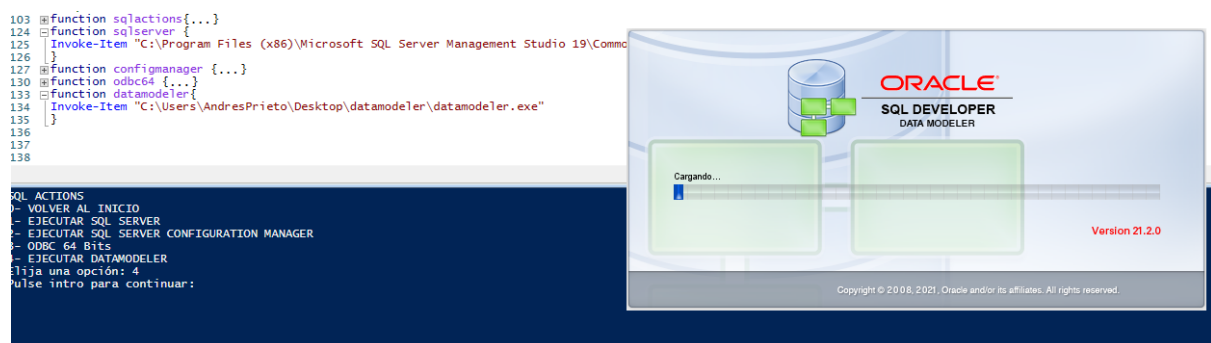 103 function sqlactions{...}
124 function sqlserver {
125 Invoke-Item "C:\Program Files (x86)\Microsoft SQL Server Management Studio 19\Commo
126 }
127 function configmanager {...}
130 function odbc64 {...}
133 function datamodeler{
134 Invoke-Item "C:\Users\AndresPrieto\Desktop\datamodeler\datamodeler.exe"
135 }
136
137
138
SQL ACTIONS
- VOLVER AL INICIO
- EJECUTAR SQL SERVER
- EJECUTAR SQL SERVER CONFIGURATION MANAGER
- ODBC 64 Bits
- EJECUTAR DATAMODELER
Elija una opción: 4
Pulse intro para continuar:
ORACLE
SQL DEVELOPER
DATA MODELER
Cargando...
Version 21.2.0
Copyright © 2008, 2021, Oracle and/or its affiliates. All rights reserved.